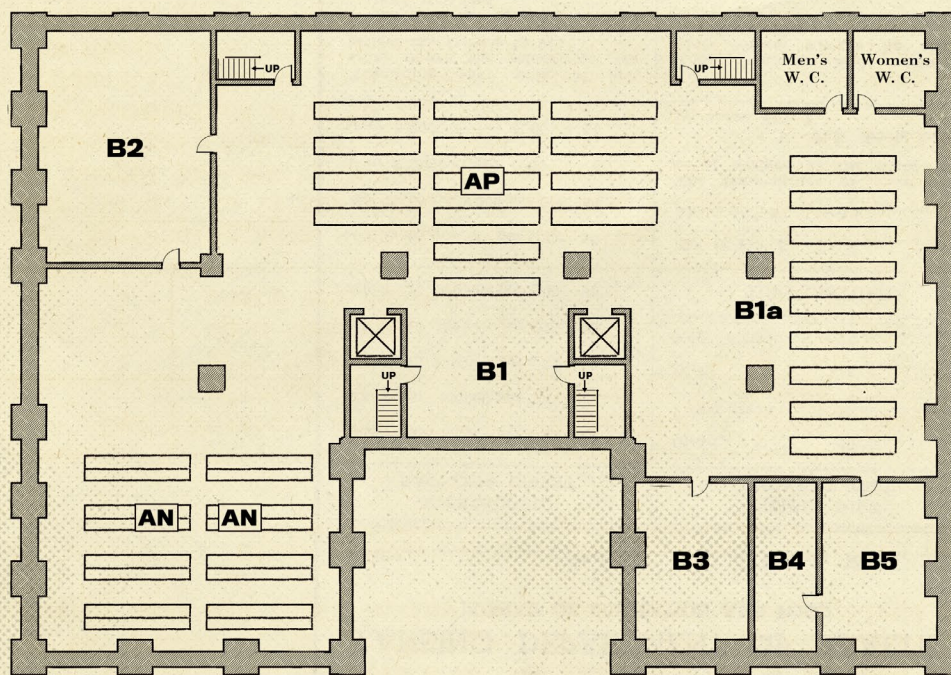 UP
UP
Men's
W. C.
Women's
W. C.
B2
AP
B1a
B1
UP
UP
AN
AN
B3
B4
B5